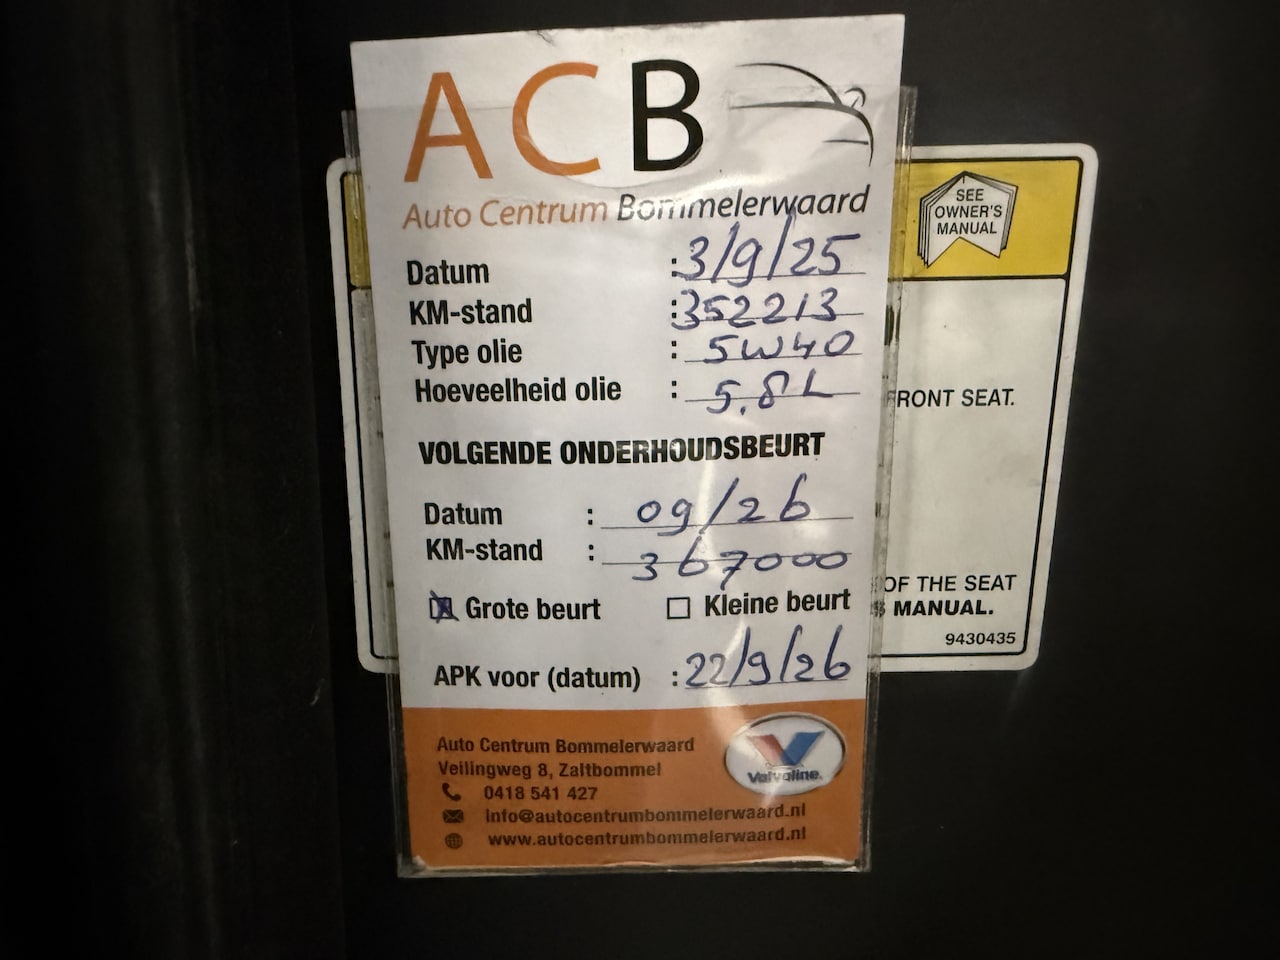 ACB
Auto Centrum Bommelerwaard
Datum : 3/9/25
KM-stand : 352213
Type olie : 5W40
Hoeveelheid olie : 5,8L
VOLGENDE ONDERHOUDSBEURT
Datum : 09/26
KM-stand : 367000
Grote beurt Kleine beurt
APK voor (datum) : 22/9/26
Auto Centrum Bommelerwaard
Veilingweg 8, Zaltbommel
0418 541 427
info@autocentrumbommelerwaard.nl
www.autocentrumbommelerwaard.nl
Valvoline.
SEE
OWNER'S
MANUAL
FRONT SEAT.
OF THE SEAT
MANUAL.
9430435